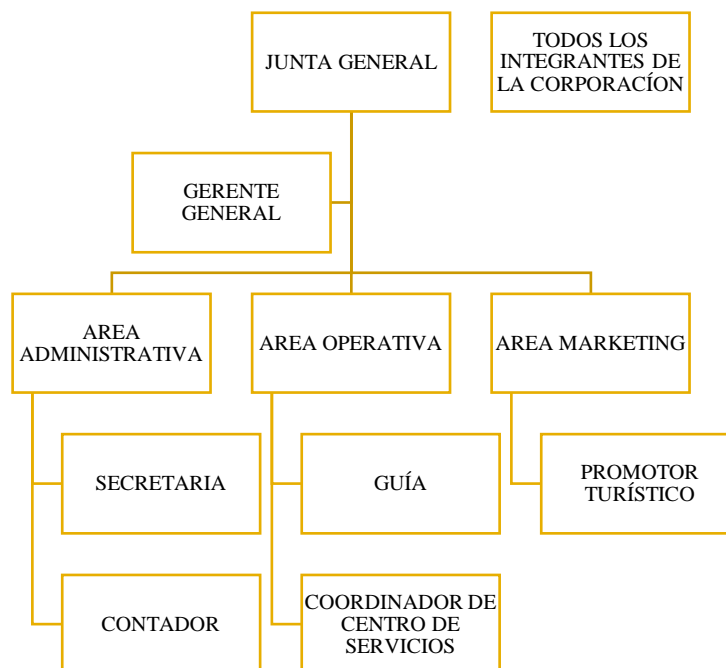 JUNTA GENERAL
TODOS LOS
INTEGRANTES DE
LA CORPORACÍON
GERENTE
GENERAL
AREA
ADMINISTRATIVA
AREA OPERATIVA
AREA MARKETING
SECRETARIA
GUÍA
PROMOTOR
TURÍSTICO
CONTADOR
COORDINADOR DE
CENTRO DE
SERVICIOS